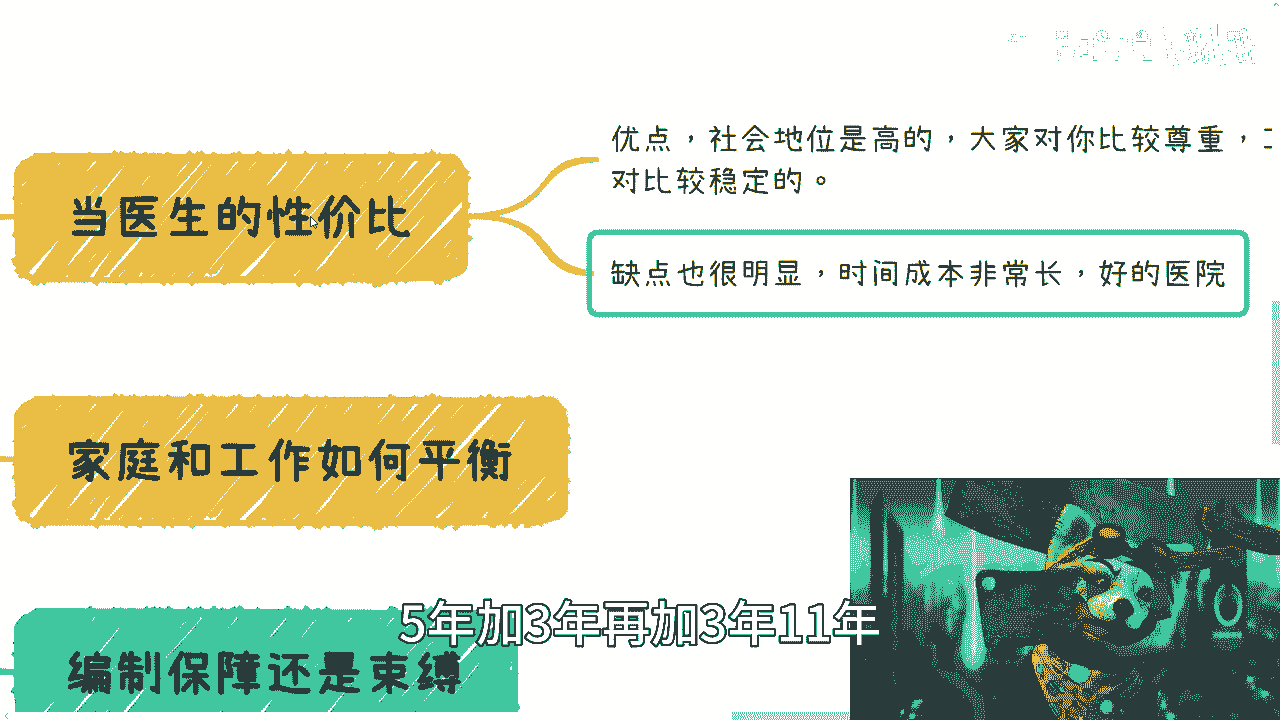 当医生的性价比
优点，社会地位是高的，大家对你比较尊重，
对比较稳定的。
缺点也很明显，时间成本非常长，好的医院
家庭和工作如何平衡
编制保障还是束缚
5年加3年再加3年11年